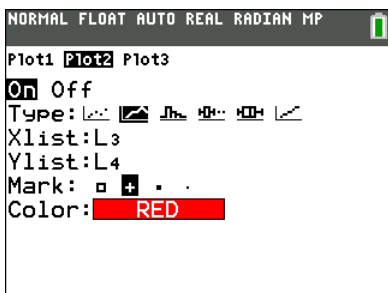 NORMAL FLOAT AUTO REAL RADIAN MP
Plot1 Plot2 Plot3
On Off
Type:
Xlist:L3
Ylist:L4
Mark:
Color: RED